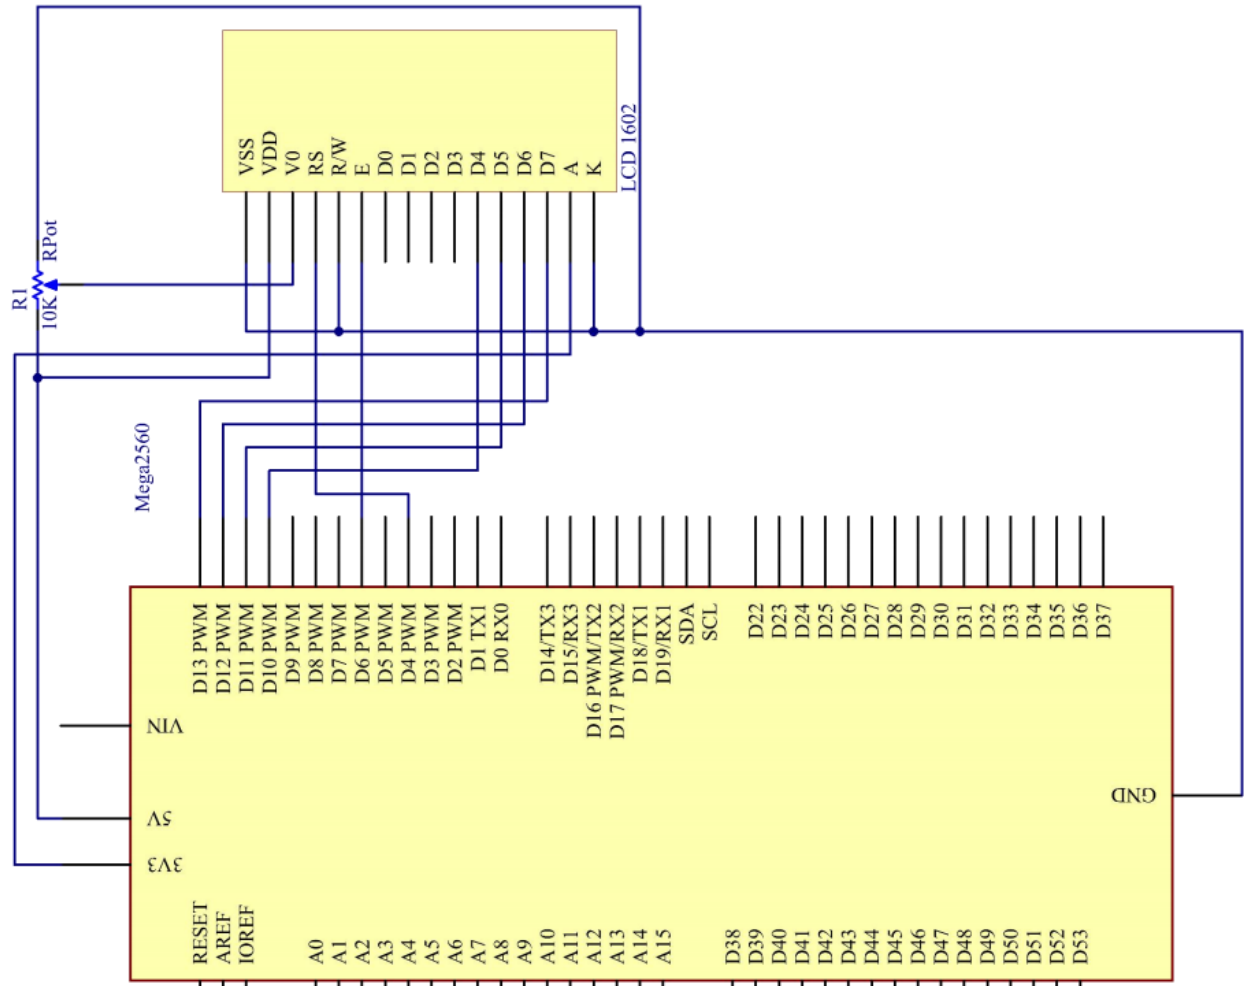 VSS
VDD
V0
RS
R/W
E
D0
D1
D2
D3
D4
D5
D6
D7
A
K
LCD 1602
RPot
R1
10K
Mega2560
D13 PWM
D12 PWM
D11 PWM
D10 PWM
D9 PWM
D8 PWM
D7 PWM
D6 PWM
D5 PWM
D4 PWM
D3 PWM
D2 PWM
D1 TX1
D0 RX0
D14/TX3
D15/RX3
D16 PWM/TX2
D17 PWM/RX2
D18/TX1
D19/RX1
SDA
SCL
D22
D23
D24
D25
D26
D27
D28
D29
D30
D31
D32
D33
D34
D35
D36
D37
VIN
5V
3V3
GND
RESET
AREF
IOREF
A0
A1
A2
A3
A4
A5
A6
A7
A8
A9
A10
A11
A12
A13
A14
A15
D38
D39
D40
D41
D42
D43
D44
D45
D46
D47
D48
D49
D50
D51
D52
D53